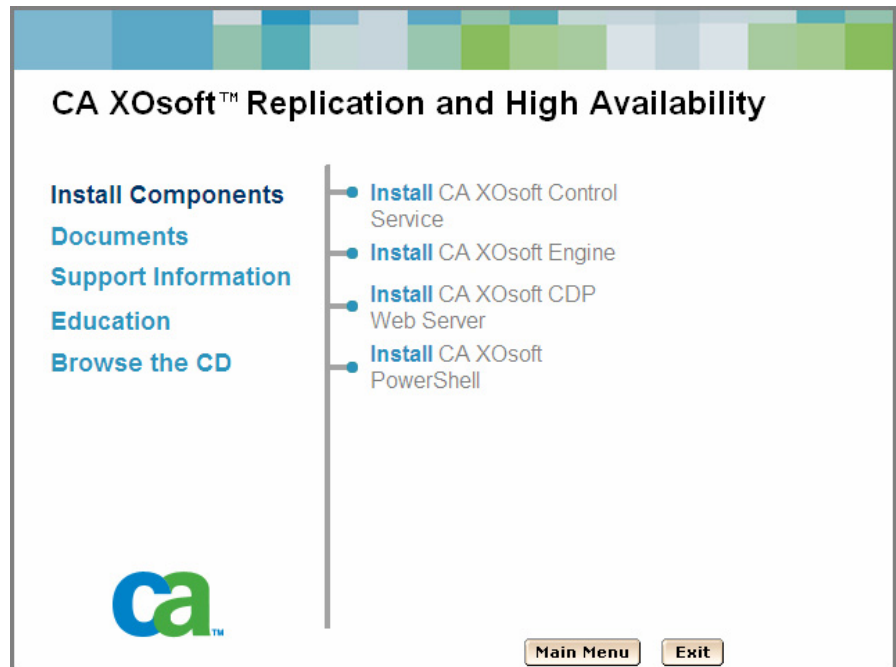 CA XOsoft™ Replication and High Availability
Install Components
Documents
Support Information
Education
Browse the CD
Install CA XOsoft Control
Service
Install CA XOsoft Engine
Install CA XOsoft CDP
Web Server
Install CA XOsoft
PowerShell
ca™
Main Menu
Exit